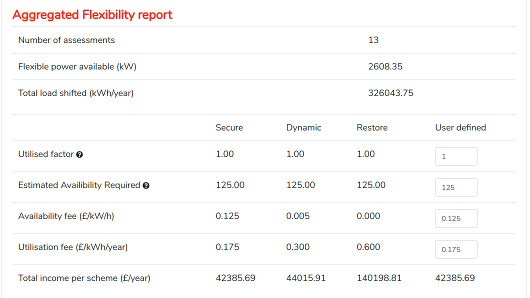 Aggregated Flexibility report
Number of assessments 13
Flexible power available (kW) 2608.35
Total load shifted (kWh/year) 326043.75
Secure Dynamic Restore User defined
Utilised factor ? 1.00 1.00 1.00 1
Estimated Availibility Required ? 125.00 125.00 125.00 125
Availability fee (£/kW/h) 0.125 0.005 0.000 0.125
Utilisation fee (£/kWh/year) 0.175 0.300 0.600 0.175
Total income per scheme (£/year) 42385.69 44015.91 140198.81 42385.69